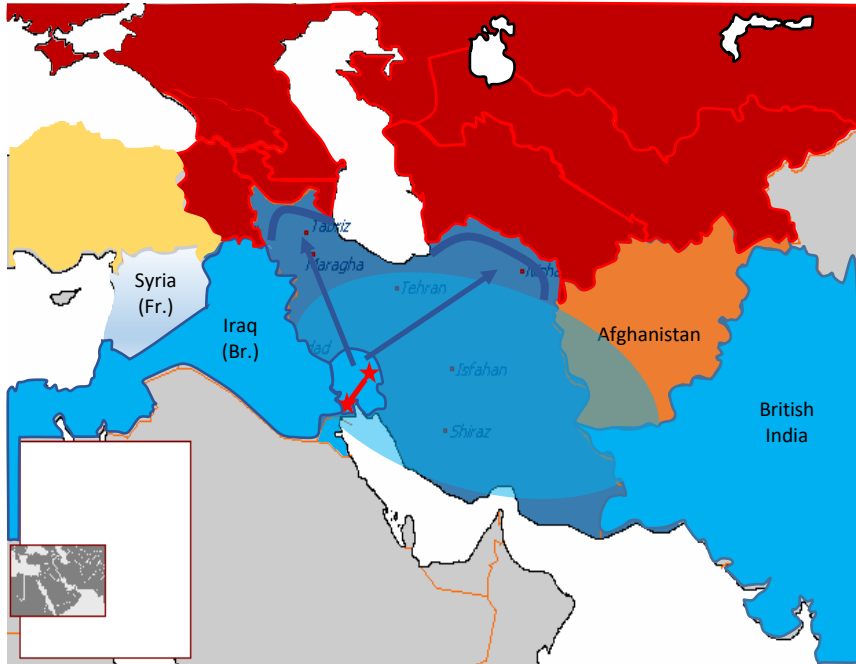 Tabriz
Maragha
Syria
(Fr.)
Tehran
Iraq
(Br.)
Afghanistan
Isfahan
British
India
Shiraz